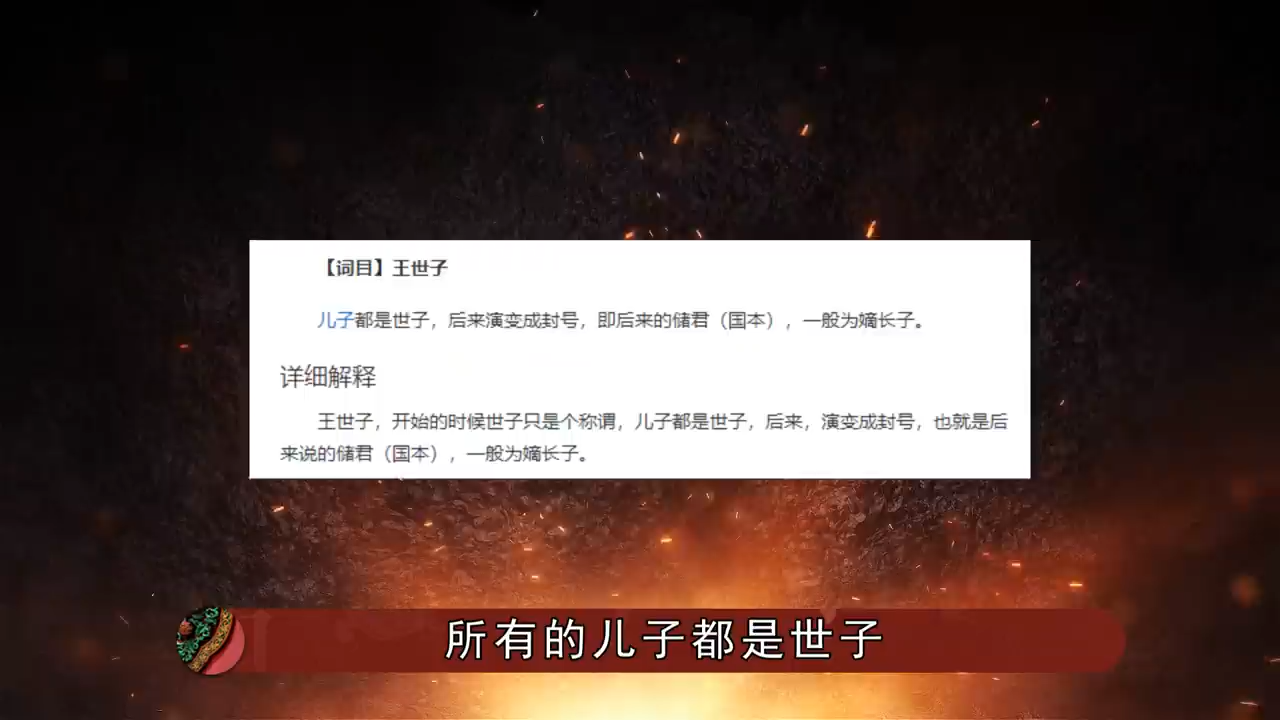 【词目】王世子
儿子都是世子，后来演变成封号，即后来的储君（国本），一般为嫡长子。
详细解释
王世子，开始的时候世子只是个称谓，儿子都是世子，后来，演变成封号，也就是后
来说的储君（国本），一般为嫡长子。
所有的儿子都是世子